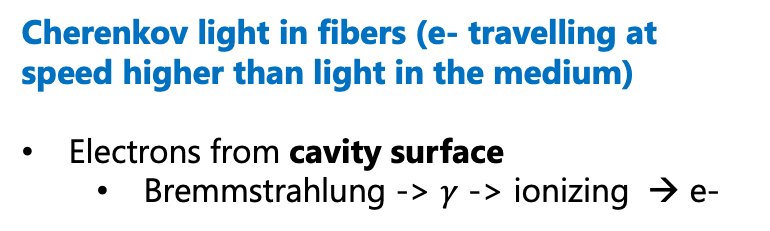 Cherenkov light in fibers (e- travelling at
speed higher than light in the medium)
• Electrons from cavity surface
• Bremmstrahlung -> γ -> ionizing → e-